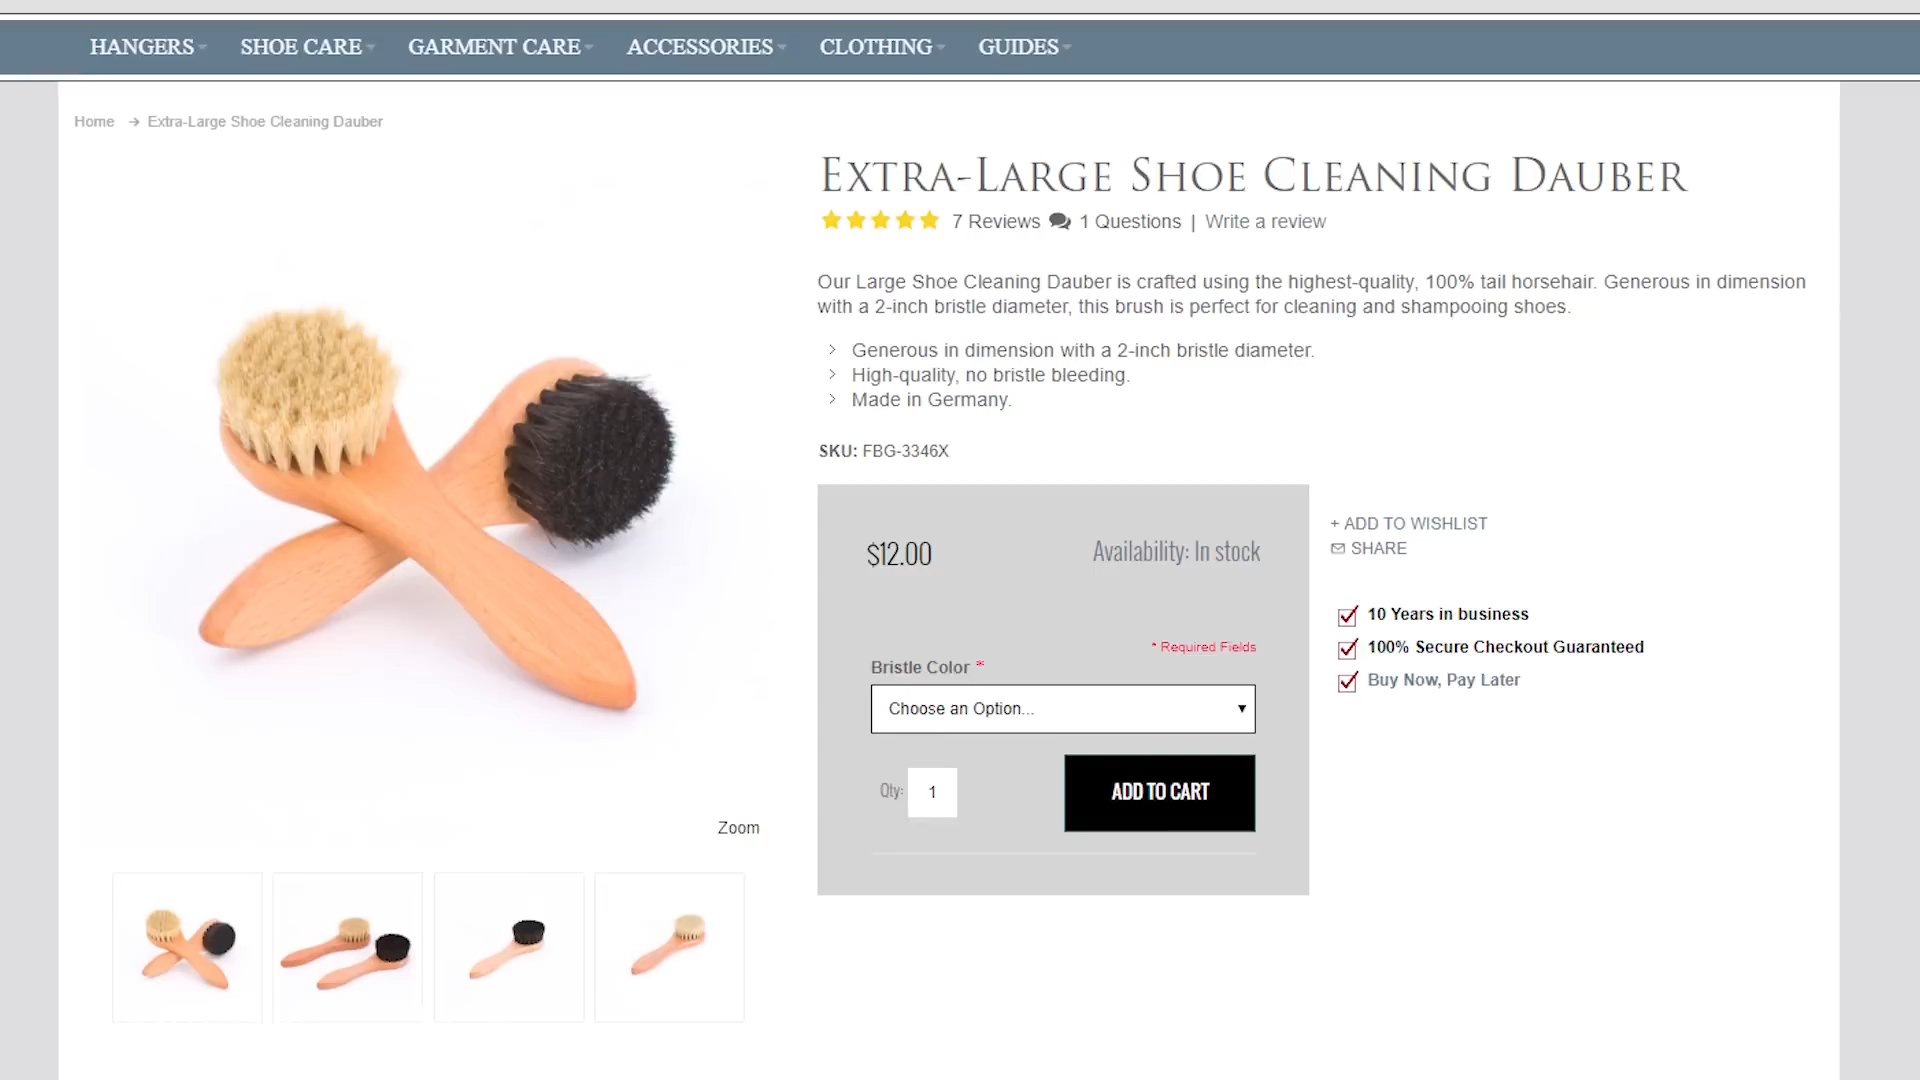 HANGERS SHOE CARE GARMENT CARE ACCESSORIES CLOTHING GUIDES
Home → Extra-Large Shoe Cleaning Dauber
EXTRA-LARGE SHOE CLEANING DAUBER
7 Reviews 1 Questions | Write a review
Our Large Shoe Cleaning Dauber is crafted using the highest-quality, 100% tail horsehair. Generous in dimension
with a 2-inch bristle diameter, this brush is perfect for cleaning and shampooing shoes.
Generous in dimension with a 2-inch bristle diameter.
High-quality, no bristle bleeding.
Made in Germany.
SKU: FBG-3346X
$12.00 Availability: In stock
* Required Fields
Bristle Color *
Choose an Option...
Qty: 1 ADD TO CART
+ ADD TO WISHLIST
SHARE
10 Years in business
100% Secure Checkout Guaranteed
Buy Now, Pay Later
Zoom